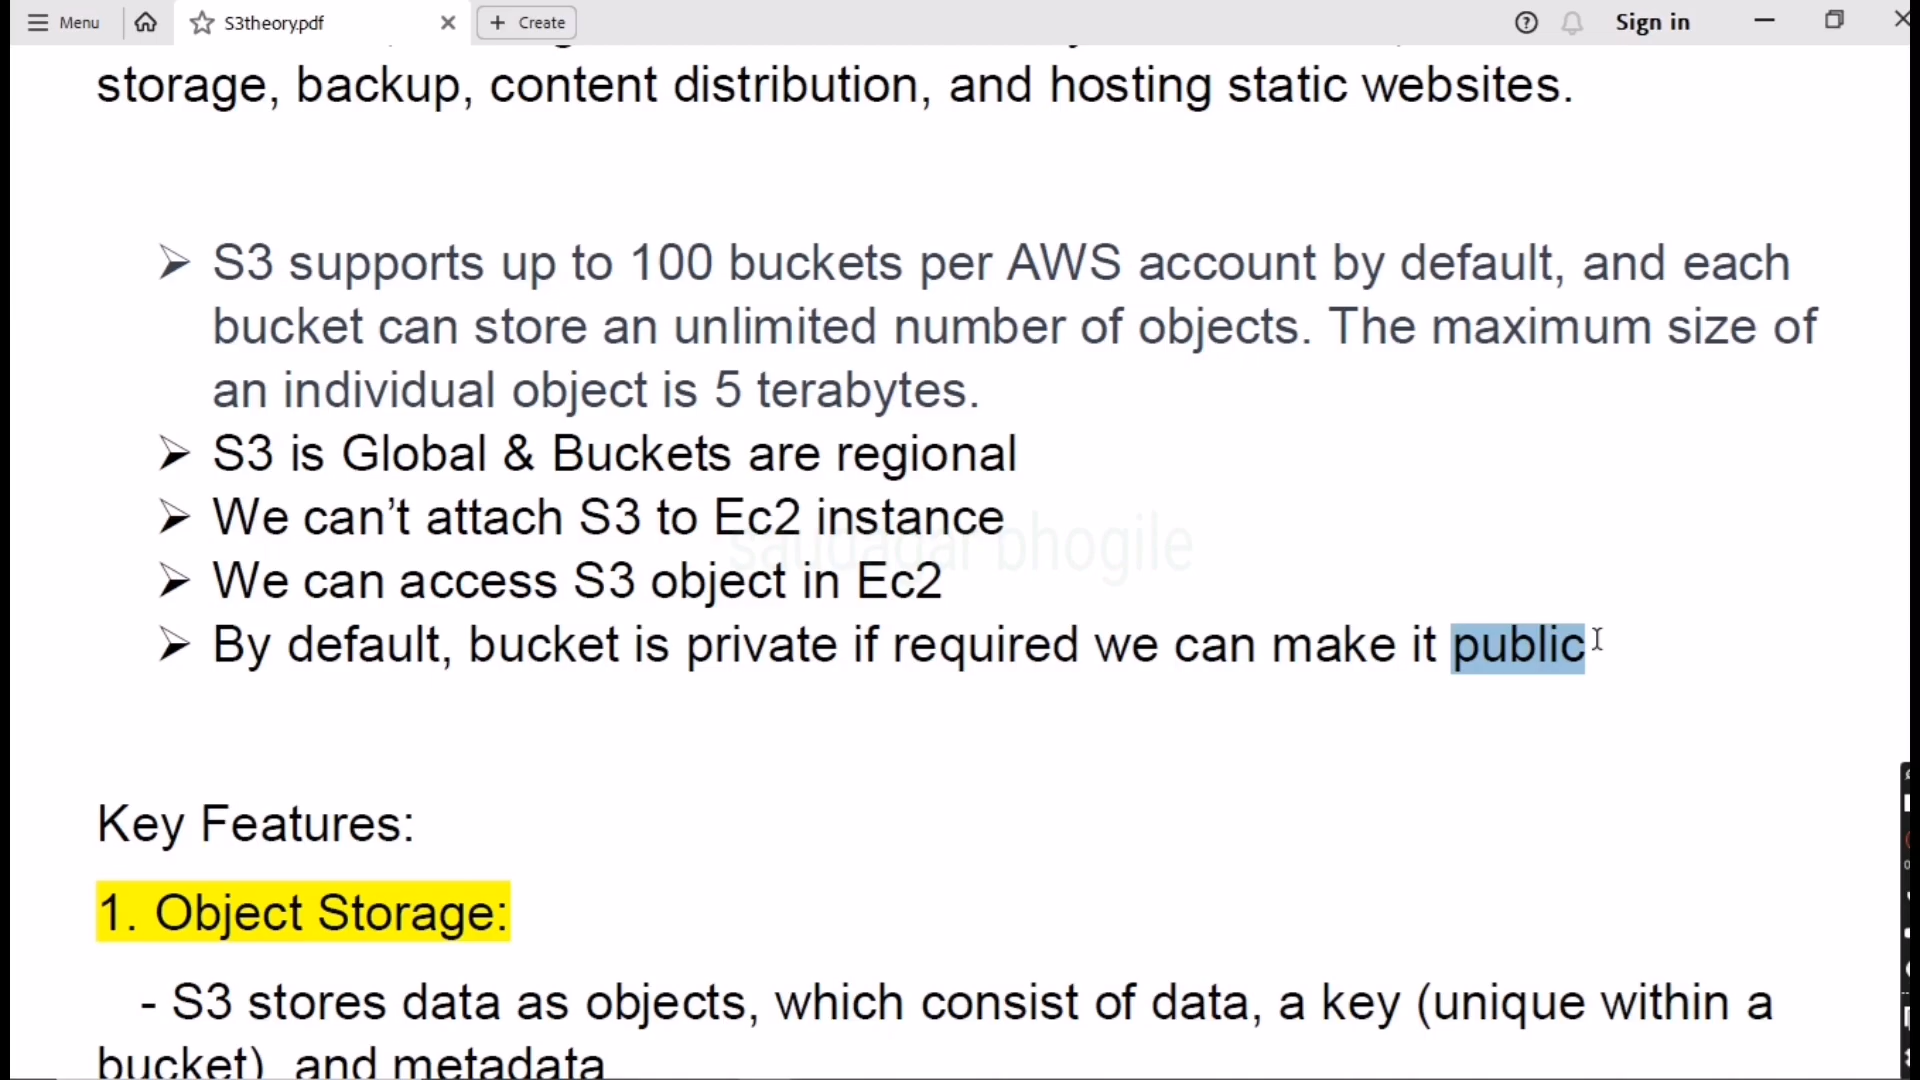 Menu
S3theory.pdf
Create
Sign in
storage, backup, content distribution, and hosting static websites.
➢ S3 supports up to 100 buckets per AWS account by default, and each
bucket can store an unlimited number of objects. The maximum size of
an individual object is 5 terabytes.
➢ S3 is Global & Buckets are regional
➢ We can’t attach S3 to Ec2 instance
saudagar bhogile
➢ We can access S3 object in Ec2
➢ By default, bucket is private if required we can make it public
Key Features:
1. Object Storage:
- S3 stores data as objects, which consist of data, a key (unique within a
bucket), and metadata